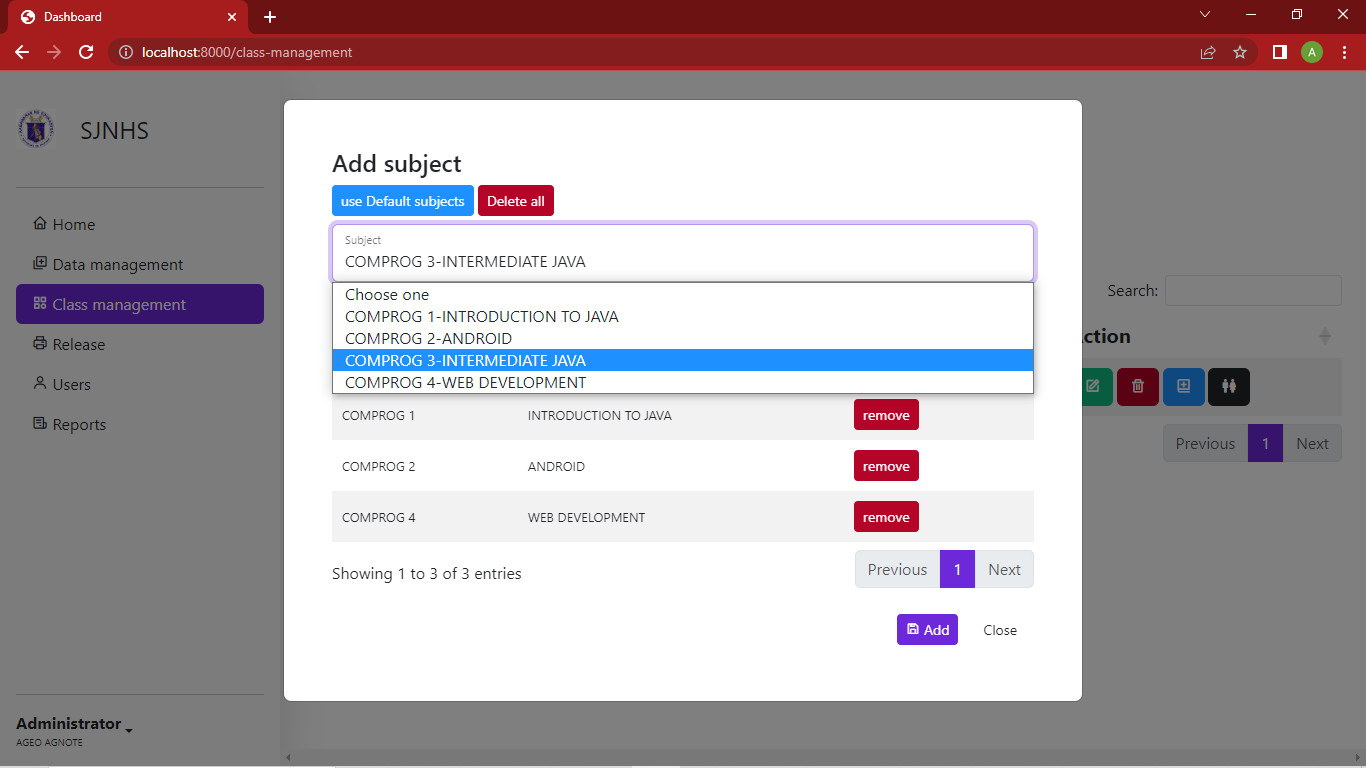 Dashboard
localhost:8000/class-management
A
SJNHS
Home
Data management
Class management
Release
Users
Reports
Administrator
AGEO AGNOTE
Add subject
use Default subjects Delete all
Subject
COMPROG 3-INTERMEDIATE JAVA
Choose one
COMPROG 1-INTRODUCTION TO JAVA
COMPROG 2-ANDROID
COMPROG 3-INTERMEDIATE JAVA
COMPROG 4-WEB DEVELOPMENT
COMPROG 1 INTRODUCTION TO JAVA remove
COMPROG 2 ANDROID remove
COMPROG 4 WEB DEVELOPMENT remove
Showing 1 to 3 of 3 entries
Previous 1 Next
Add Close
Search:
ction
Previous 1 Next